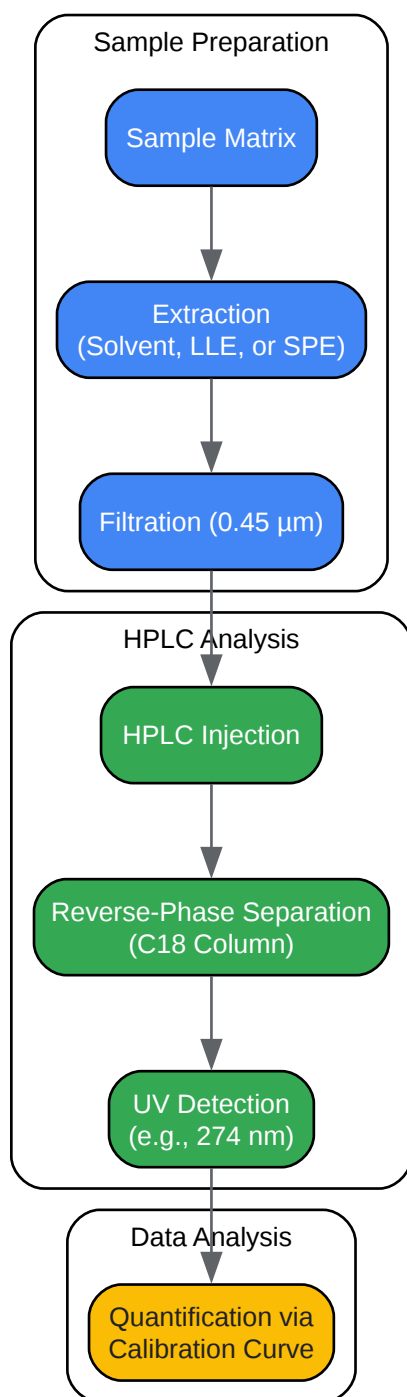 Sample Preparation
Sample Matrix
Extraction
(Solvent, LLE, or SPE)
Filtration (0.45 µm)
HPLC Analysis
HPLC Injection
Reverse-Phase Separation
(C18 Column)
UV Detection
(e.g., 274 nm)
Data Analysis
Quantification via
Calibration Curve